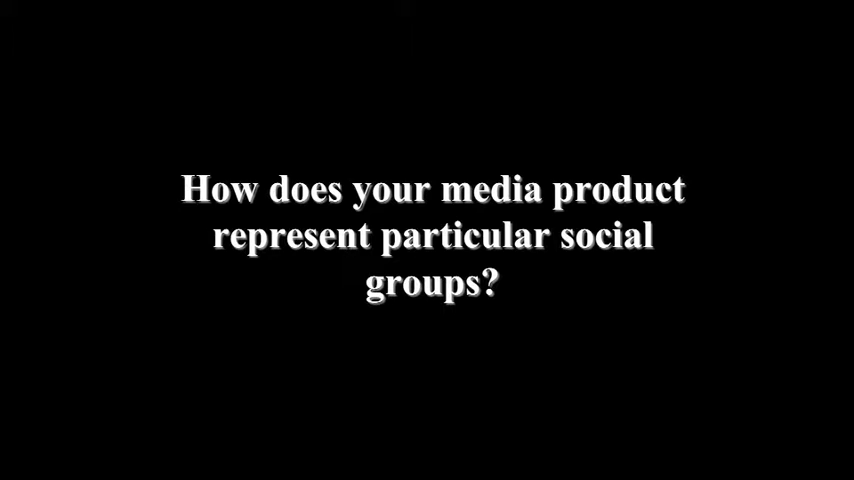 How does your media product
represent particular social
groups?